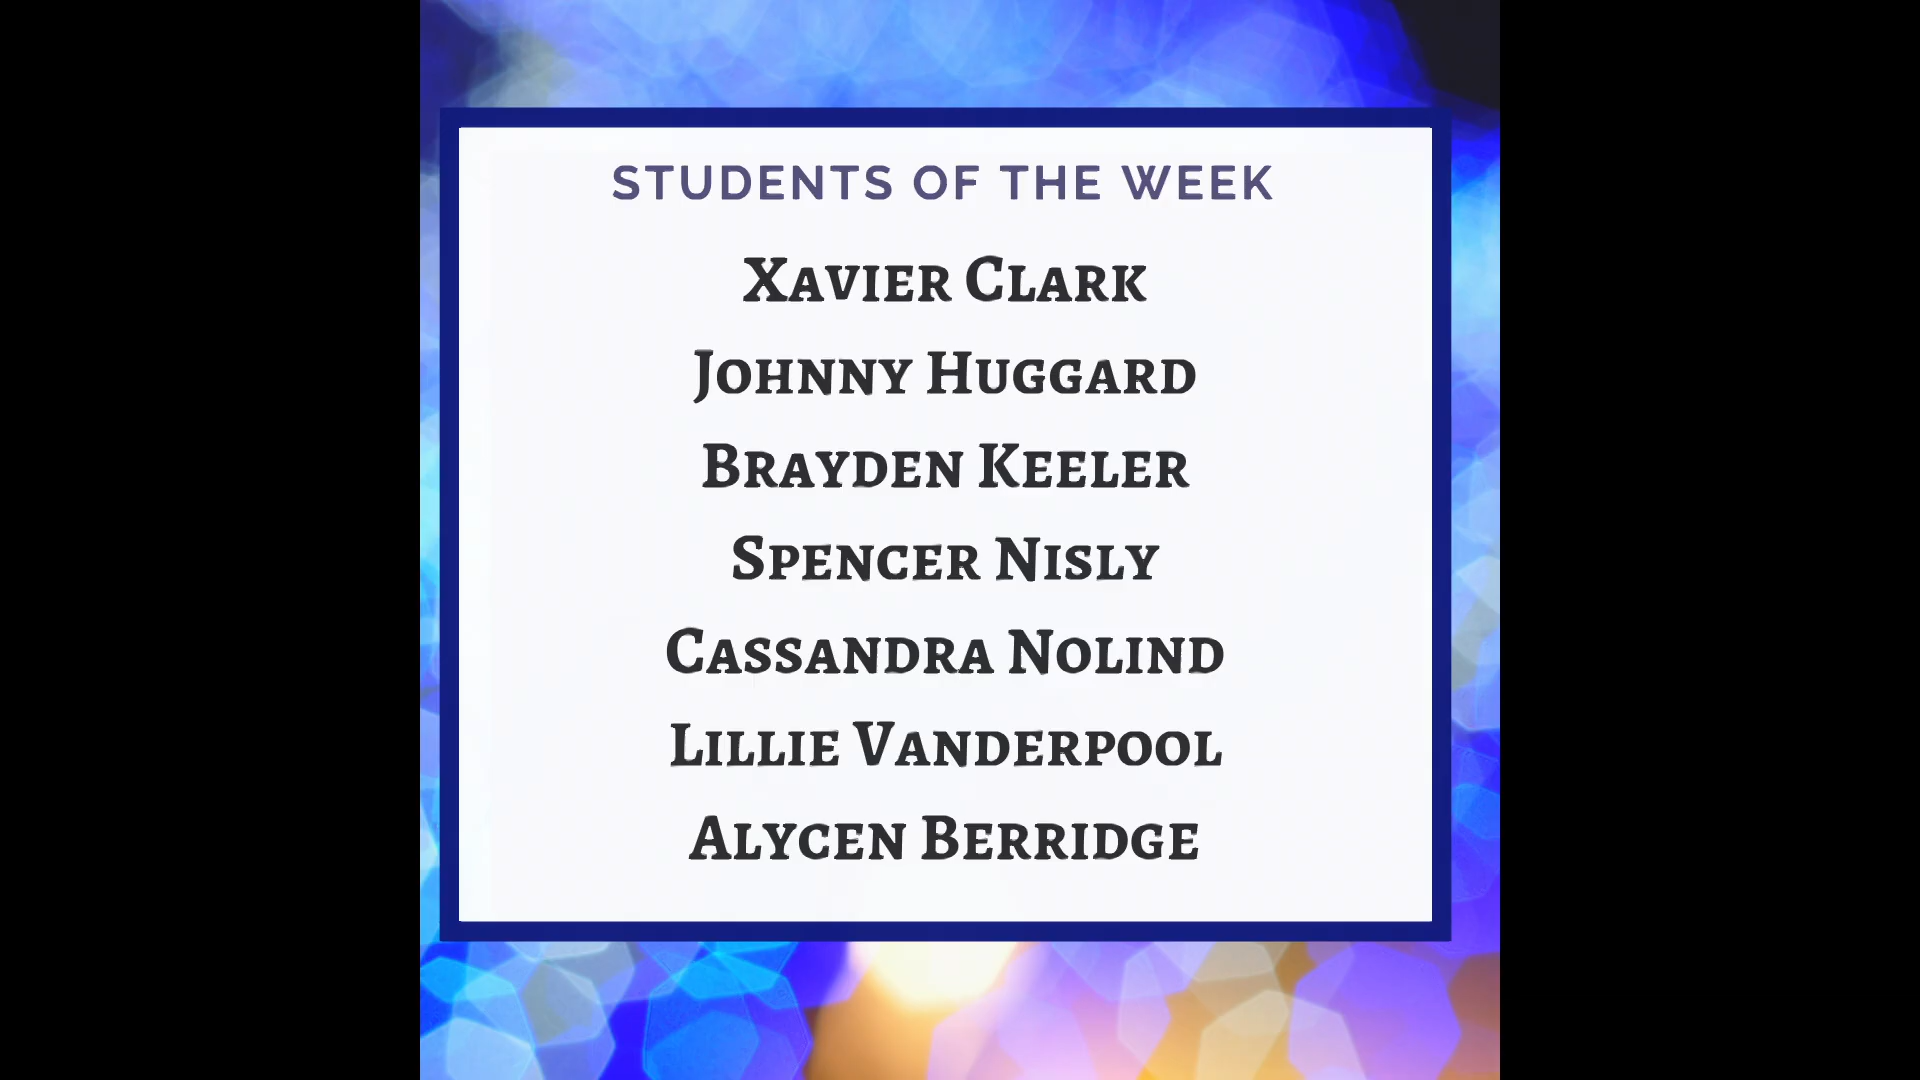 STUDENTS OF THE WEEK
Xavier Clark
Johnny Huggard
Brayden Keeler
Spencer Nisly
Cassandra Nolind
Lillie Vanderpool
Alycen Berridge